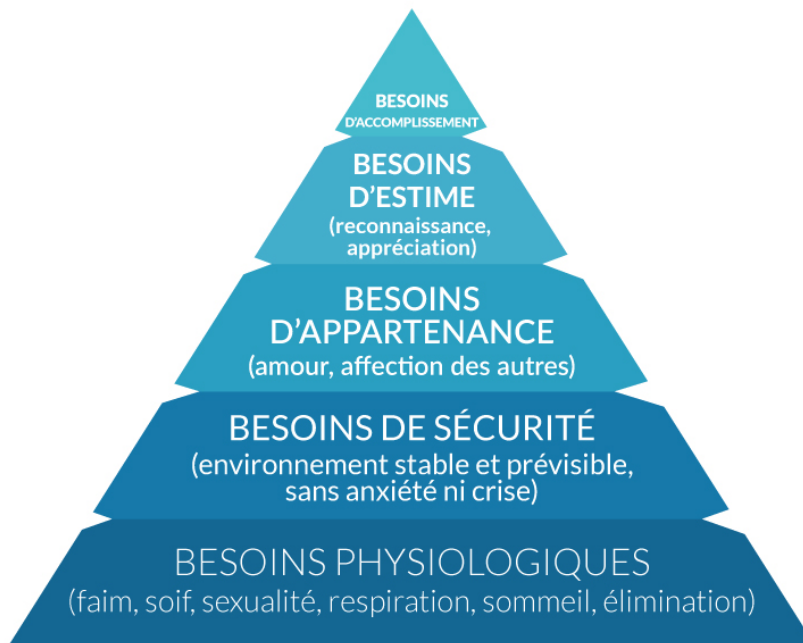 BESOINS
D'ACCOMPLISSEMENT
BESOINS
D'ESTIME
(reconnaissance,
appréciation)
BESOINS
D'APPARTENANCE
(amour, affection des autres)
BESOINS DE SÉCURITÉ
(environnement stable et prévisible,
sans anxiété ni crise)
BESOINS PHYSIOLOGIQUES
(faim, soif, sexualité, respiration, sommeil, élimination)